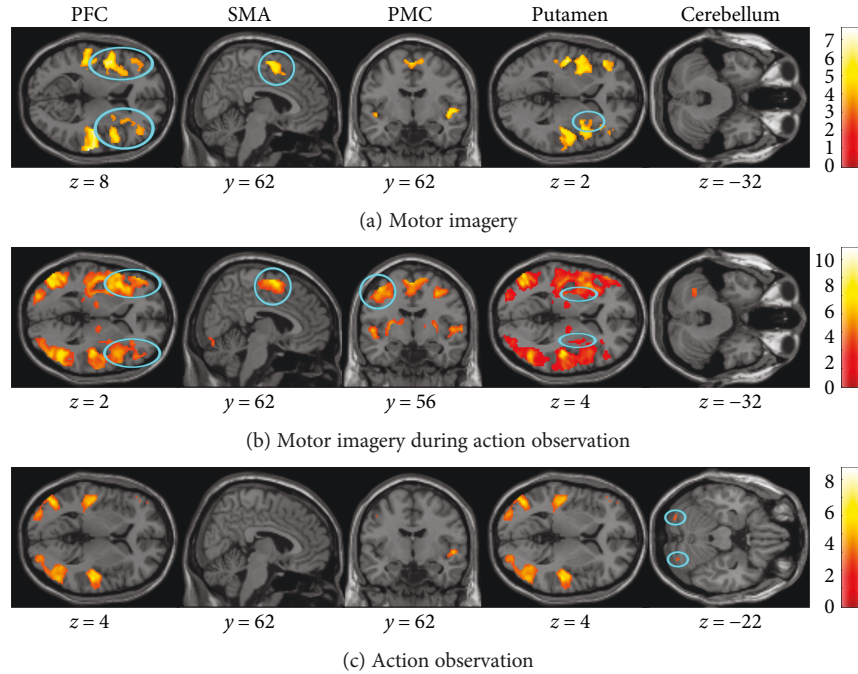 PFC SMA PMC Putamen Cerebellum
7
6
5
4
3
2
1
0
z = 8 y = 62 y = 62 z = 2 z = −32
(a) Motor imagery
10
8
6
4
2
0
z = 2 y = 62 y = 56 z = 4 z = −32
(b) Motor imagery during action observation
8
6
4
2
0
z = 4 y = 62 y = 62 z = 4 z = −22
(c) Action observation